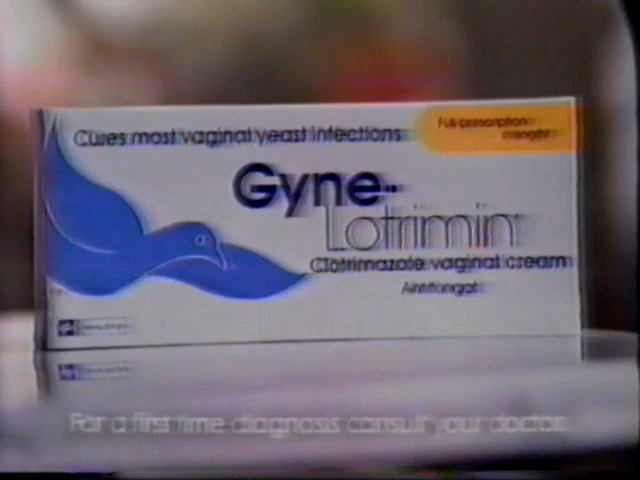 Cures most vaginal yeast infections
Full prescription
strength
Gyne-
Lotrimin
Clotrimazole vaginal cream
Antifungal
For a first time diagnosis consult your doctor.